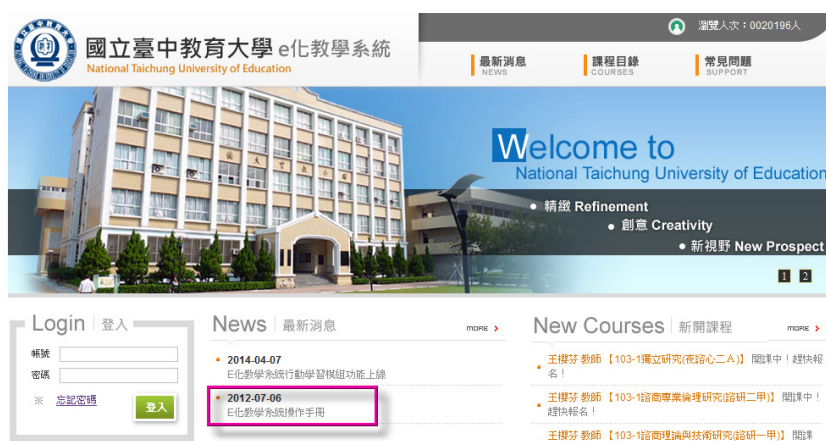 瀏覽人次：0020196人
國立臺中教育大學 e化教學系統
National Taichung University of Education
最新消息
NEWS
課程目錄
COURSES
常見問題
SUPPORT
Welcome to
National Taichung University of Education
● 精緻 Refinement
● 創意 Creativity
● 新視野 New Prospect
1 2
Login 登入
帳號
密碼
※ 忘記密碼
登入
News 最新消息
more >
2014-04-07
E化教學系統行動學習模組功能上線
2012-07-06
E化教學系統操作手冊
New Courses 新開課程
more >
王櫻芬 教師 【103-1獨立研究(夜諮心二A)】 開課中！趕快報
名！
王櫻芬 教師 【103-1諮商專業倫理研究(諮研二甲)】 開課中！
趕快報名！
王櫻芬 教師 【103-1諮商理論與技術研究(諮研一甲)】 開課